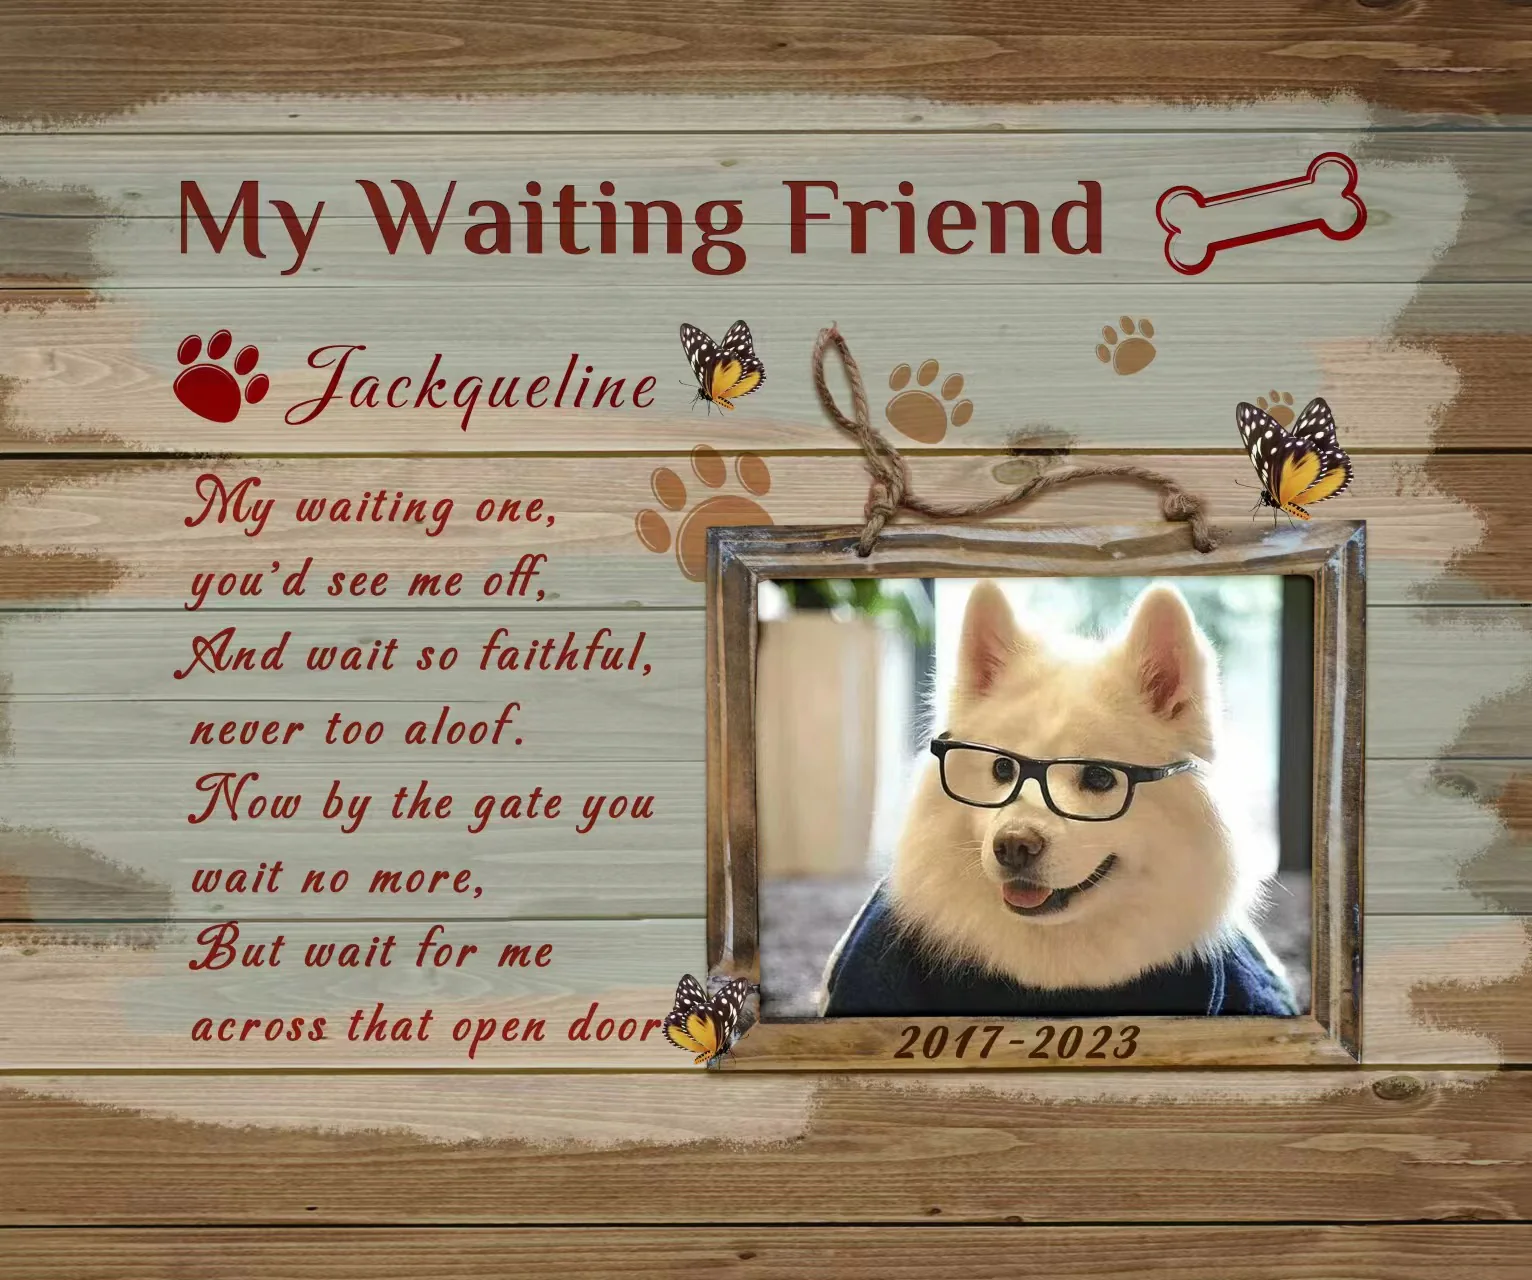 My Waiting Friend
Jackqueline
My waiting one,
you'd see me off,
And wait so faithful,
never too aloof.
Now by the gate you
wait no more,
But wait for me
across that open door
2017-2023